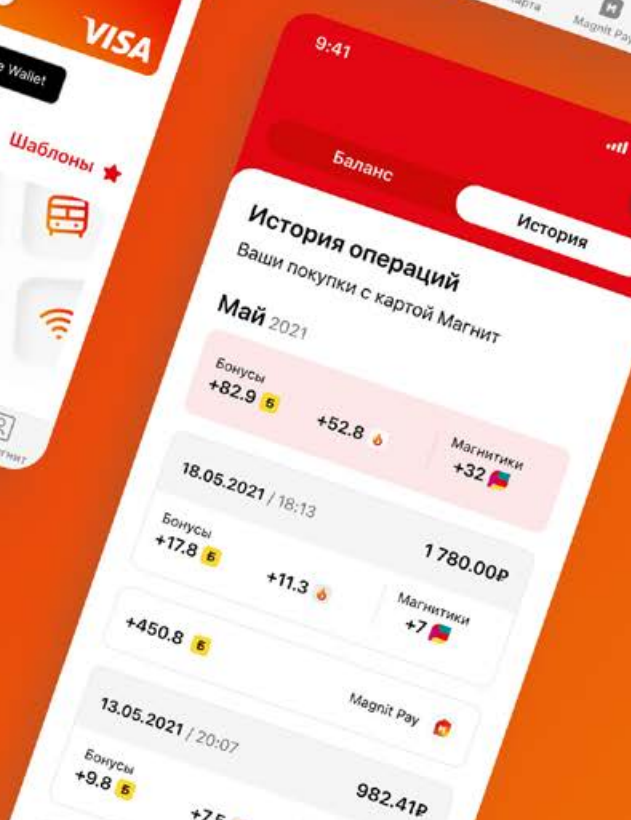 VISA
Wallet
Шаблоны
Magnit Pay
9:41
Баланс
История
История операций
Ваши покупки с картой Магнит
Май 2021
Бонусы
+82.9 Б
+52.8
Магнитики
+32
18.05.2021 / 18:13
1 780.00₽
Бонусы
+17.8 Б
+11.3
Магнитики
+7
+450.8 Б
Magnit Pay
13.05.2021 / 20:07
982.41₽
Бонусы
+9.8 Б